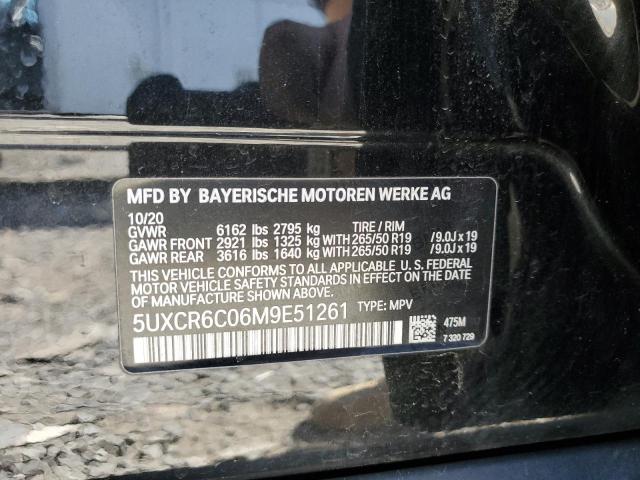 MFD BY BAYERISCHE MOTOREN WERKE AG
10/20
GVWR 6162 lbs 2795 kg TIRE / RIM
GAWR FRONT 2921 lbs 1325 kg WITH 265/50 R19 /9.0J x 19
GAWR REAR 3616 lbs 1640 kg WITH 265/50 R19 /9.0J x 19
THIS VEHICLE CONFORMS TO ALL APPLICABLE U. S. FEDERAL
MOTOR VEHICLE SAFETY STANDARDS IN EFFECT ON THE DATE
OF MANUFACTURE SHOWN ABOVE.
5UXCR6C06M9E51261 TYPE: MPV
475M
7 320 729